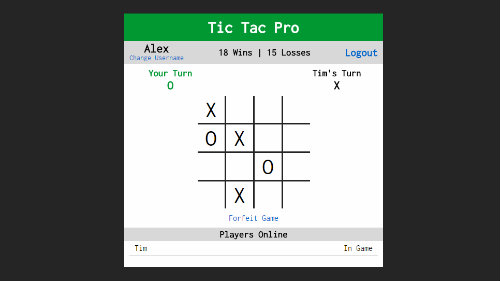 Tic Tac Pro
Alex
Change Username
18 Wins | 15 Losses
Logout
Your Turn
O
Tim's Turn
X
X
O X
O
X
Forfeit Game
Players Online
Tim In Game